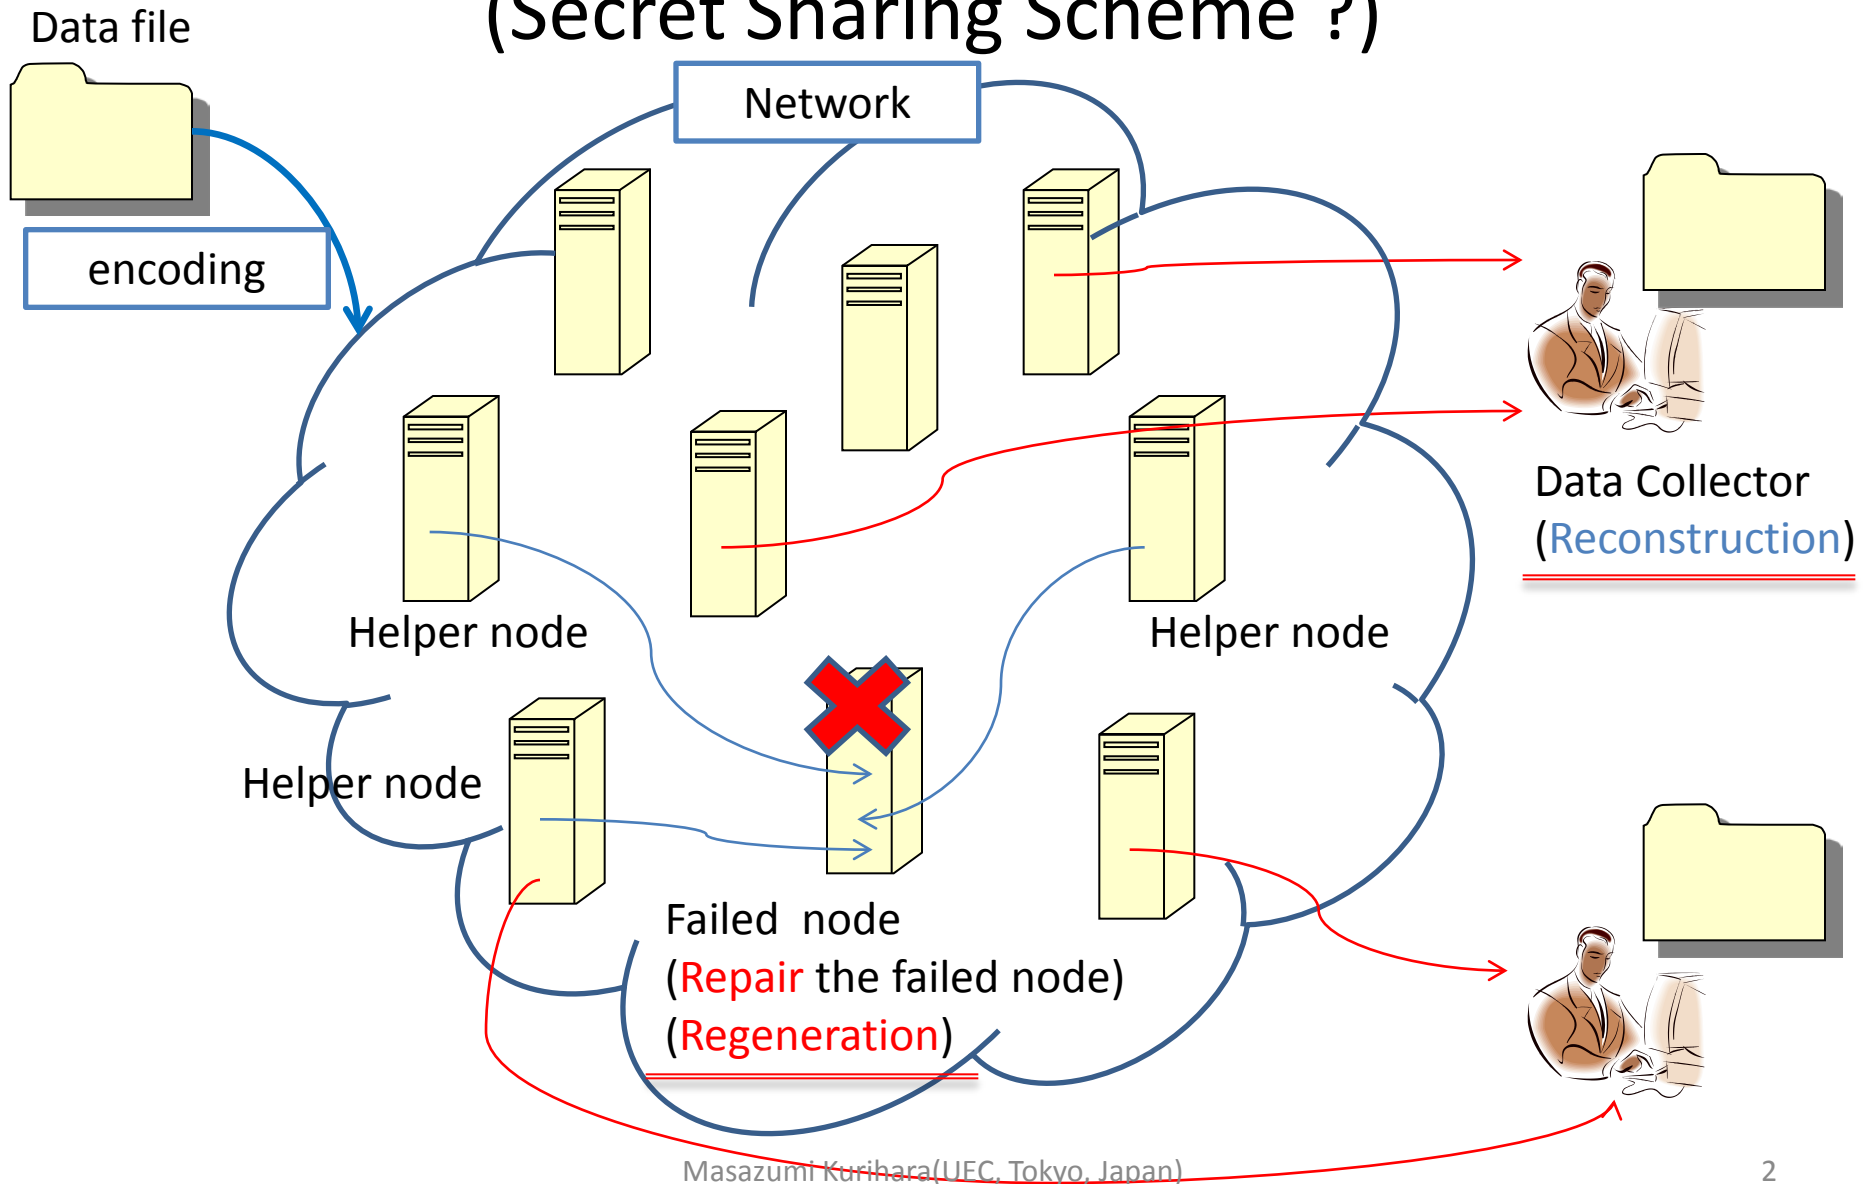 (Secret Sharing Scheme ?)
Data file
Network
encoding
Data Collector
(Reconstruction)
Helper node
Helper node
Helper node
Failed  node
(Repair the failed node)
(Regeneration)
Masazumi Kurihara(UEC, Tokyo, Japan)
2